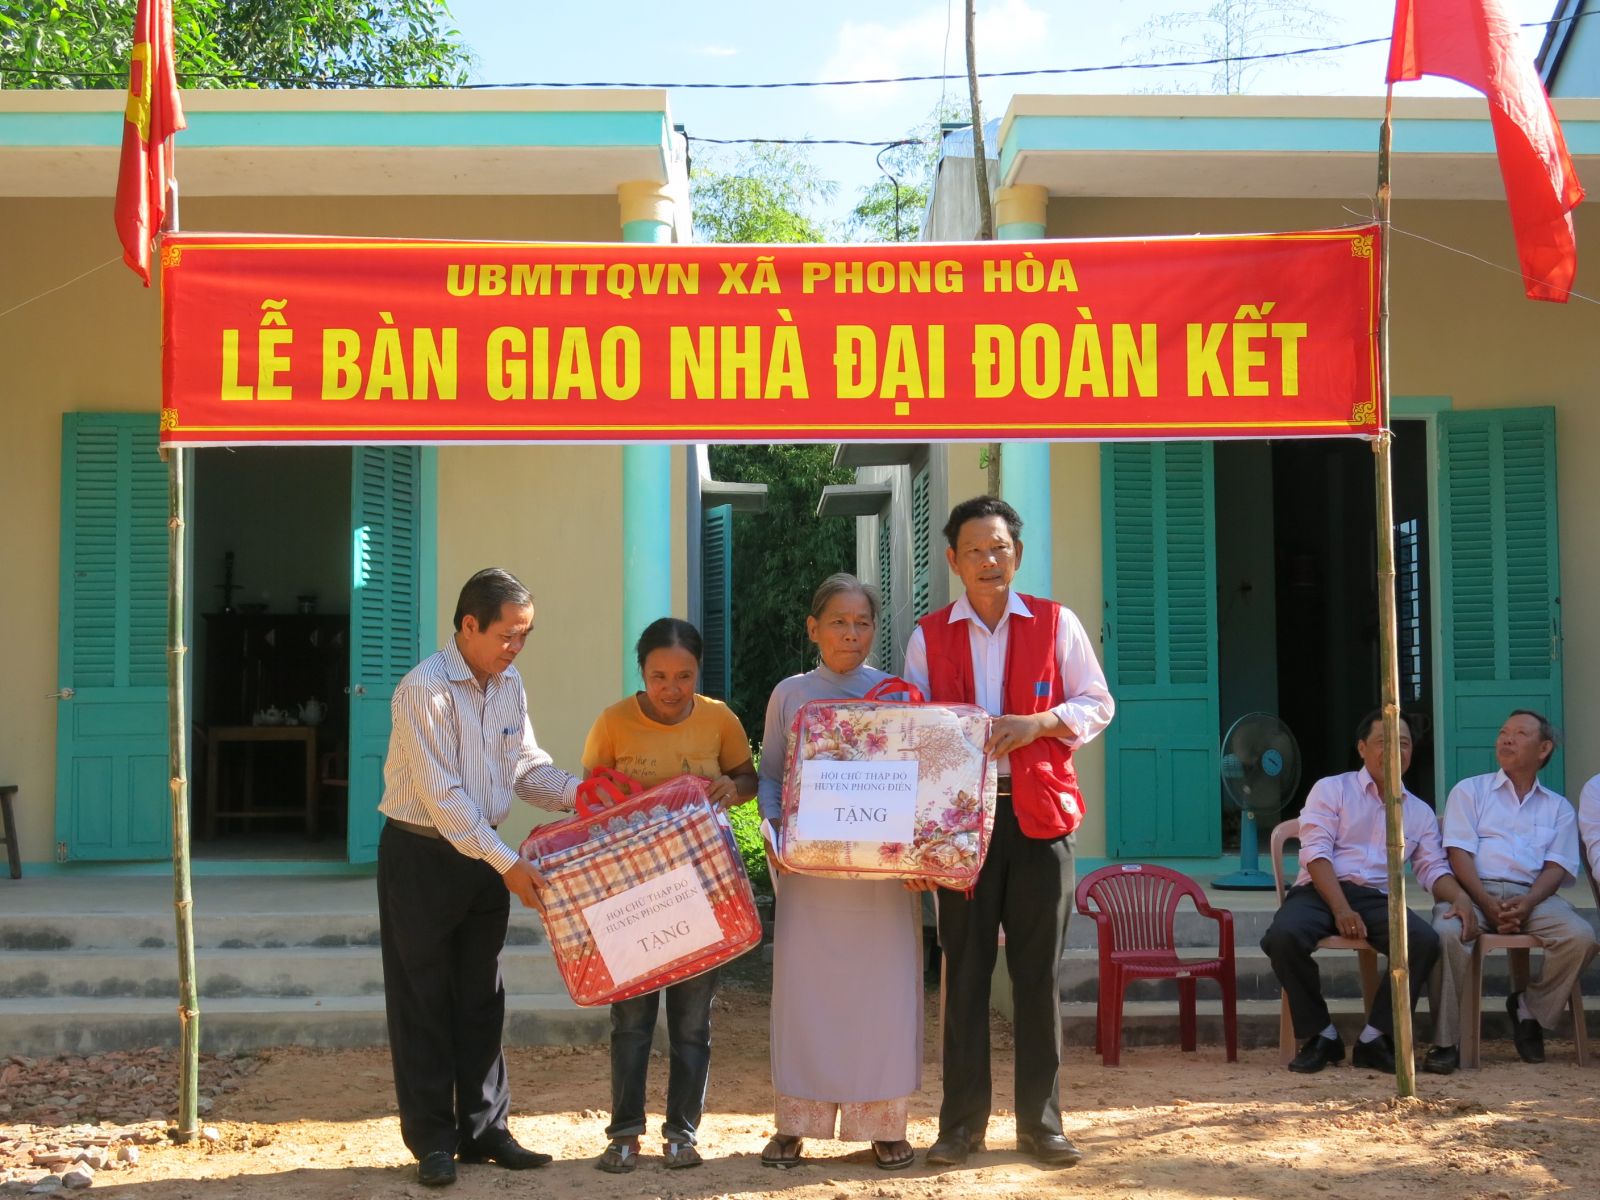 UBMTTQVN XÃ PHONG HÒA
LỄ BÀN GIAO NHÀ ĐẠI ĐOÀN KẾT
HỘI CHỮ THẬP ĐỎ
HUYỆN PHONG ĐIỀN
TẶNG
HỘI CHỮ THẬP ĐỎ
HUYỆN PHONG ĐIỀN
TẶNG